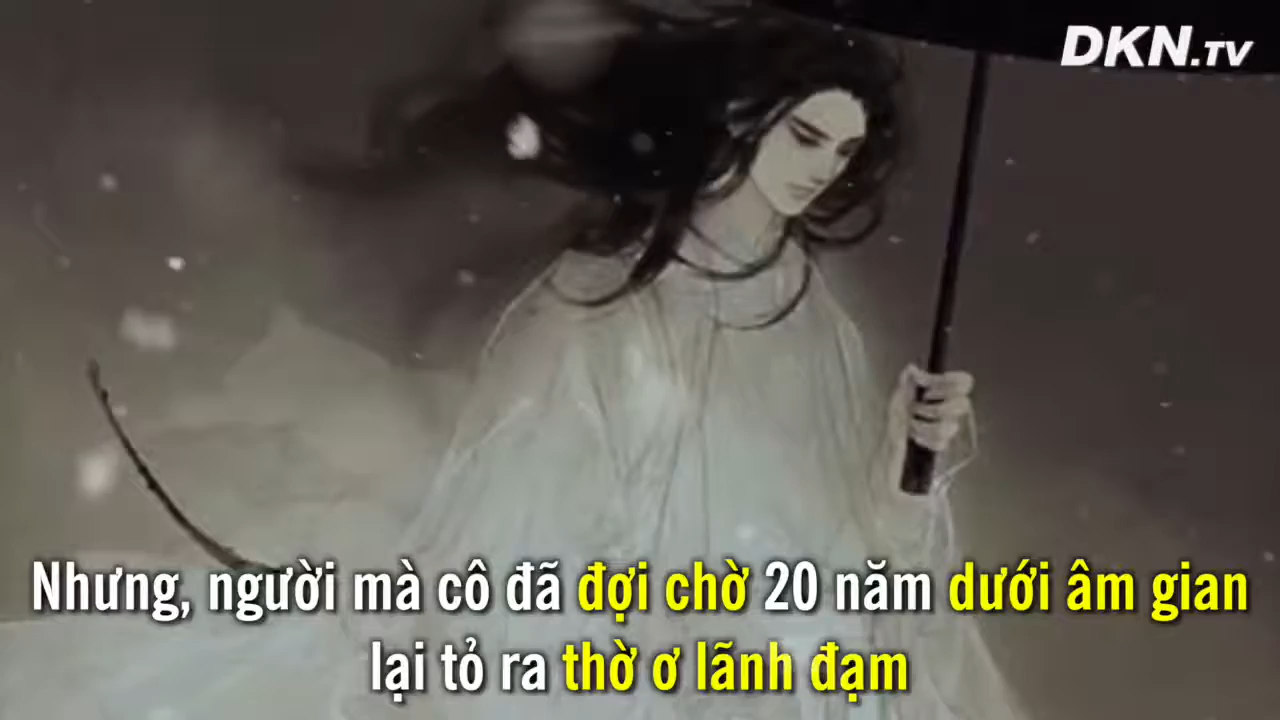 DKN.TV
Nhưng, người mà cô đã đợi chờ 20 năm dưới âm gian
lại tỏ ra thờ ơ lãnh đạm